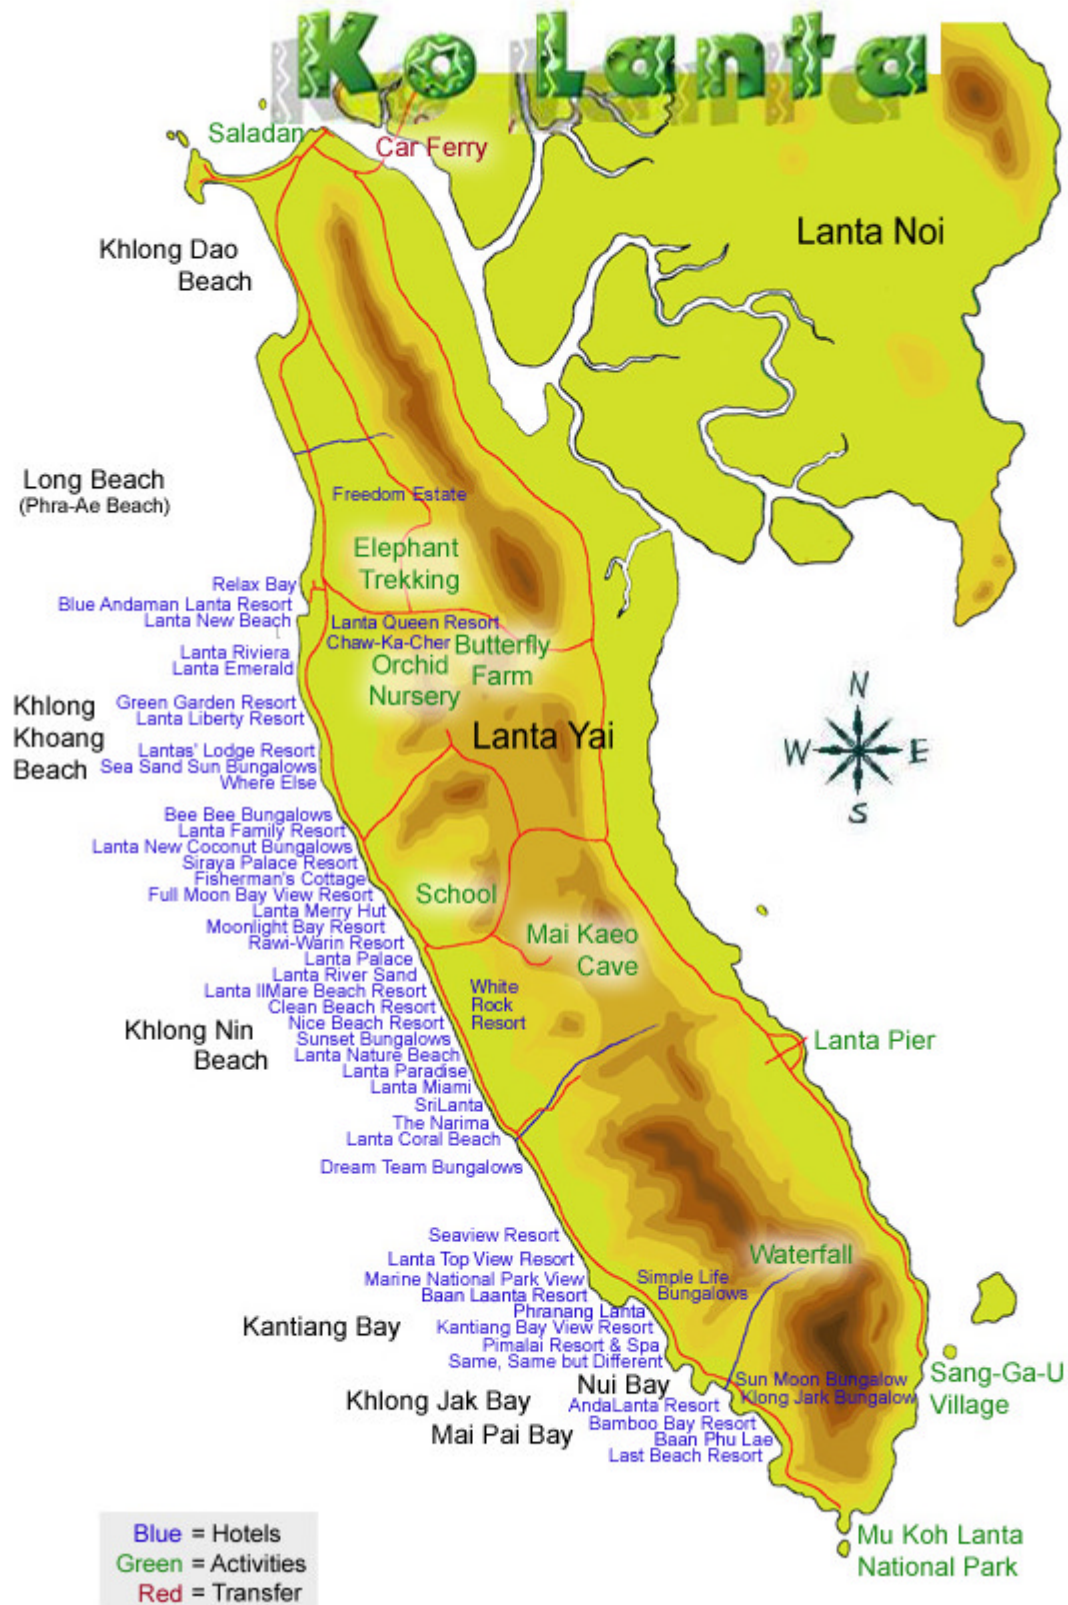 Ko Lanta
Saladan
Car Ferry
Lanta Noi
Khlong Dao
Beach
Long Beach
(Phra-Ae Beach)
Freedom Estate
Elephant
Trekking
Relax Bay
Blue Andaman Lanta Resort
Lanta New Beach
Lanta Queen Resort
Chaw-Ka-Cher
Butterfly
Farm
Orchid
Nursery
Lanta Riviera
Lanta Emerald
Khlong
Khoang
Beach
Green Garden Resort
Lanta Liberty Resort
Lanta Yai
Lantas' Lodge Resort
Sea Sand Sun Bungalows
Where Else
N
W
E
S
Bee Bee Bungalows
Lanta Family Resort
Lanta New Coconut Bungalows
Siraya Palace Resort
Fisherman's Cottage
Full Moon Bay View Resort
Lanta Merry Hut
Moonlight Bay Resort
Rawi-Warin Resort
Lanta Palace
Lanta River Sand
Lanta IIMare Beach Resort
Clean Beach Resort
Nice Beach Resort
Sunset Bungalows
Lanta Nature Beach
Lanta Paradise
Lanta Miami
SriLanta
The Narima
Lanta Coral Beach
Dream Team Bungalows
School
Mai Kaeo
Cave
White
Rock
Resort
Khlong Nin
Beach
Lanta Pier
Waterfall
Seaview Resort
Lanta Top View Resort
Marine National Park View
Baan Laanta Resort
Phranang Lanta
Kantiang Bay View Resort
Pimalai Resort & Spa
Same, Same but Different
Simple Life
Bungalows
Kantiang Bay
Nui Bay
Khlong Jak Bay
Mai Pai Bay
Sun Moon Bungalow
Klong Jark Bungalow
AndaLanta Resort
Bamboo Bay Resort
Baan Phu Lae
Last Beach Resort
Sang-Ga-U
Village
Mu Koh Lanta
National Park
Blue = Hotels
Green = Activities
Red = Transfer